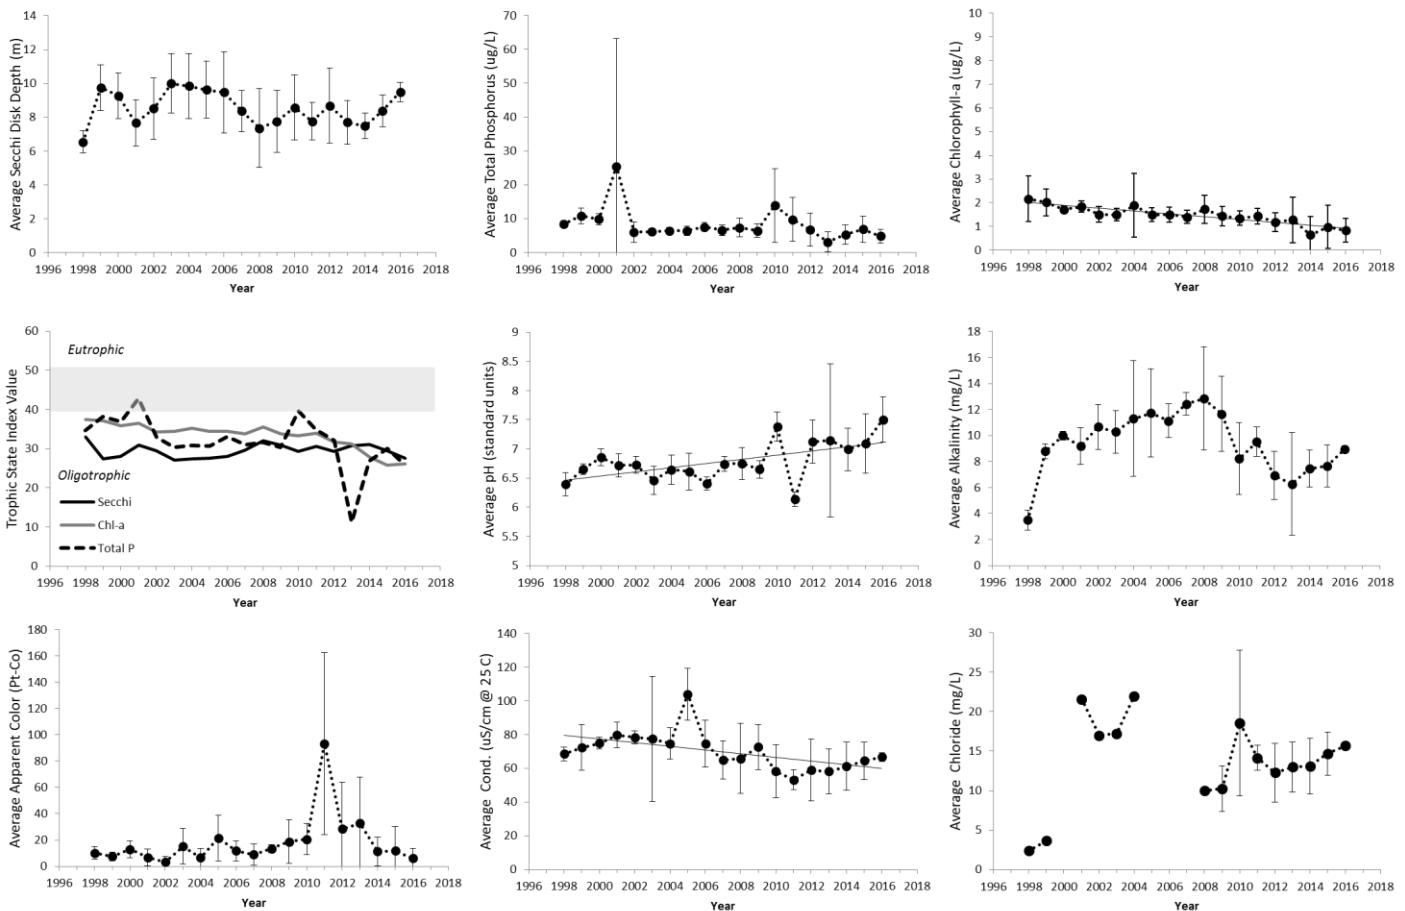 Average Secchi Disk Depth (m)
14
12
10
8
6
4
2
0
1996 1998 2000 2002 2004 2006 2008 2010 2012 2014 2016 2018
Year
Average Total Phosphorus (ug/L)
70
60
50
40
30
20
10
0
1996 1998 2000 2002 2004 2006 2008 2010 2012 2014 2016 2018
Year
Average Chlorophyll-a (ug/L)
10
9
8
7
6
5
4
3
2
1
0
1996 1998 2000 2002 2004 2006 2008 2010 2012 2014 2016 2018
Year
Trophic State Index Value
60
50
40
30
20
10
0
Eutrophic
Oligotrophic
Secchi
Chl-a
Total P
1996 1998 2000 2002 2004 2006 2008 2010 2012 2014 2016 2018
Year
Average pH (standard units)
9
8.5
8
7.5
7
6.5
6
5.5
5
1996 1998 2000 2002 2004 2006 2008 2010 2012 2014 2016 2018
Year
Average Alkalinity (mg/L)
18
16
14
12
10
8
6
4
2
0
1996 1998 2000 2002 2004 2006 2008 2010 2012 2014 2016 2018
Year
Average Apparent Color (Pt-Co)
180
160
140
120
100
80
60
40
20
0
1996 1998 2000 2002 2004 2006 2008 2010 2012 2014 2016 2018
Year
Average Cond. (uS/cm @ 25 C)
140
120
100
80
60
40
20
0
1996 1998 2000 2002 2004 2006 2008 2010 2012 2014 2016 2018
Year
Average Chloride (mg/L)
30
25
20
15
10
5
0
1996 1998 2000 2002 2004 2006 2008 2010 2012 2014 2016 2018
Year